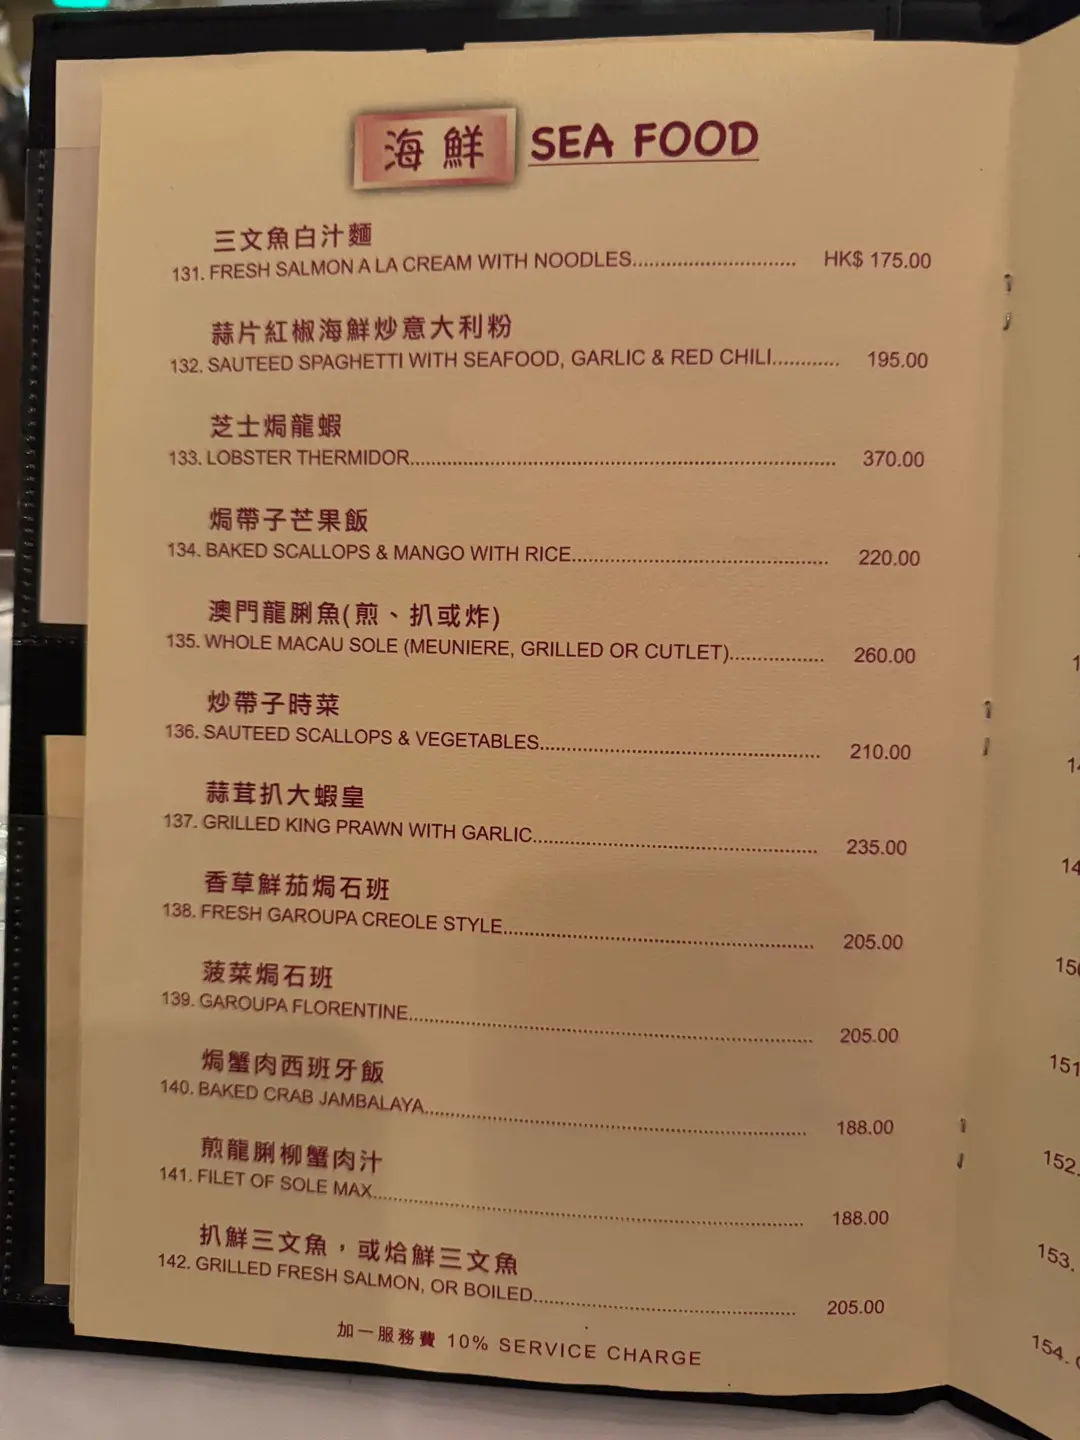 海鮮 SEA FOOD
三文魚白汁麵
131. FRESH SALMON A LA CREAM WITH NOODLES............................ HK$ 175.00
蒜片紅椒海鮮炒意大利粉
132. SAUTEED SPAGHETTI WITH SEAFOOD, GARLIC & RED CHILI............ 195.00
芝士焗龍蝦
133. LOBSTER THERMIDOR............................................................................ 370.00
焗帶子芒果飯
134. BAKED SCALLOPS & MANGO WITH RICE.............................................. 220.00
澳門龍脷魚(煎、扒或炸)
135. WHOLE MACAU SOLE (MEUNIERE, GRILLED OR CUTLET)................. 260.00
炒帶子時菜
136. SAUTEED SCALLOPS & VEGETABLES.................................................. 210.00
蒜茸扒大蝦皇
137. GRILLED KING PRAWN WITH GARLIC................................................... 235.00
香草鮮茄焗石班
138. FRESH GAROUPA CREOLE STYLE........................................................ 205.00
菠菜焗石班
139. GAROUPA FLORENTINE........................................................................ 205.00
焗蟹肉西班牙飯
140. BAKED CRAB JAMBALAYA..................................................................... 188.00
煎龍脷柳蟹肉汁
141. FILET OF SOLE MAX.............................................................................. 188.00
扒鮮三文魚，或烚鮮三文魚
142. GRILLED FRESH SALMON, OR BOILED............................................... 205.00
加一服務費 10% SERVICE CHARGE
151.
152.
153.
154.